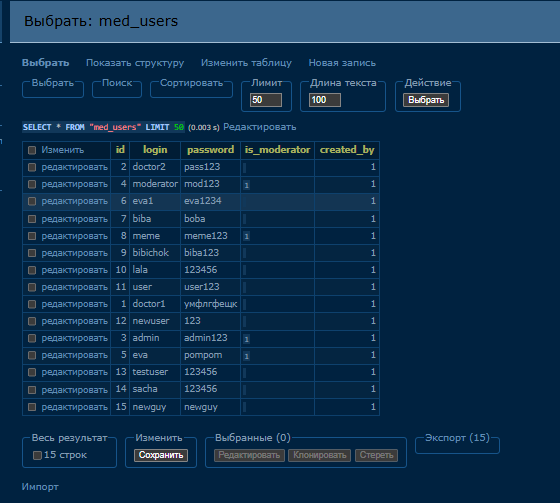 Выбрать: med_users
Выбрать Показать структуру Изменить таблицу Новая запись
Выбрать Поиск Сортировать Лимит Длина текста Действие
50 100 Выбрать
SELECT * FROM "med_users" LIMIT 50 (0.003 s) Редактировать
Изменить id login password is_moderator created_by
редактировать 2 doctor2 pass123 1
редактировать 4 moderator mod123 1 1
редактировать 6 eva1 eva1234 1
редактировать 7 biba boba 1
редактировать 8 meme meme123 1 1
редактировать 9 bibichok biba123 1
редактировать 10 lala 123456 1
редактировать 11 user user123 1
редактировать 1 doctor1 умфлгфещк 1
редактировать 12 newuser 123 1
редактировать 3 admin admin123 1 1
редактировать 5 eva pompom 1 1
редактировать 13 testuser 123456 1
редактировать 14 sacha 123456 1
редактировать 15 newguy newguy 1
Весь результат Изменить Выбранные (0) Экспорт (15)
15 строк Сохранить Редактировать Клонировать Стереть
Импорт